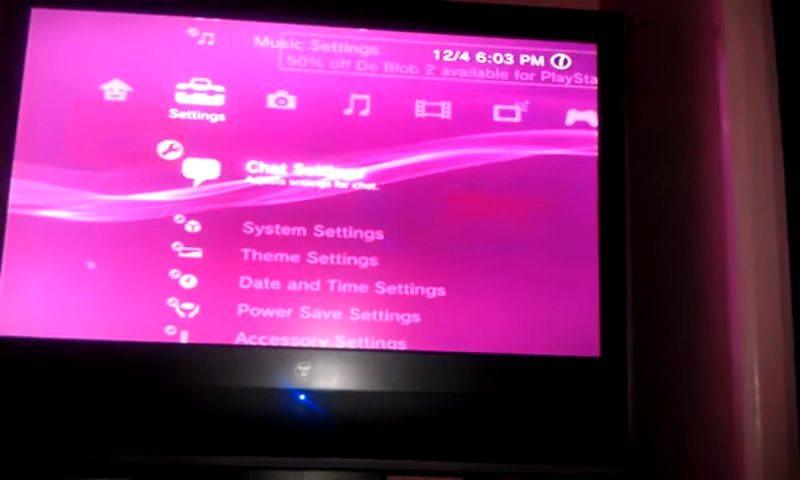 Music Settings
12/4 6:03 PM
50% off De Blob 2 available for PlaySta
Settings
Chat Settings
Adjusts settings for chat.
System Settings
Theme Settings
Date and Time Settings
Power Save Settings
Accessory Settings